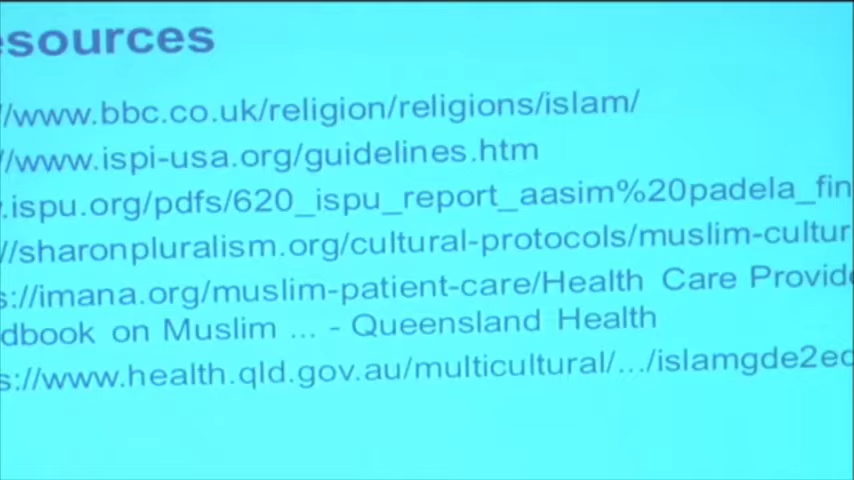 esources
//www.bbc.co.uk/religion/religions/islam/
//www.ispi-usa.org/guidelines.htm
.ispu.org/pdfs/620_ispu_report_aasim%20padela_fin
//sharonpluralism.org/cultural-protocols/muslim-cultur
s://imana.org/muslim-patient-care/Health Care Provide
dbook on Muslim ... - Queensland Health
s://www.health.qld.gov.au/multicultural/.../islamgde2ed